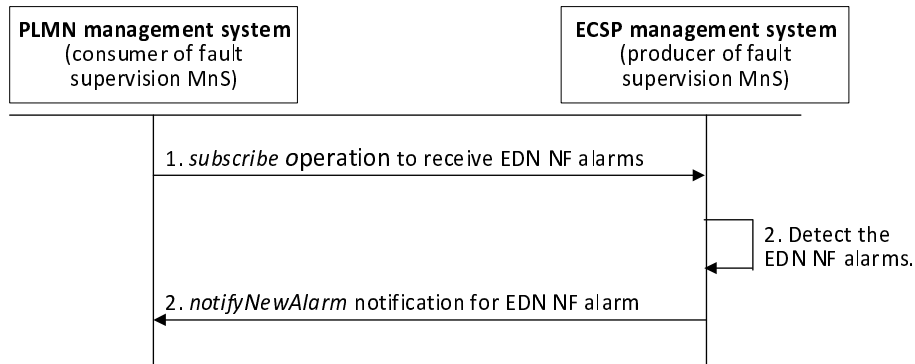 PLMN management system
(consumer of fault
supervision MnS)
ECSP management system
(producer of fault
supervision MnS)
1. subscribe operation to receive EDN NF alarms
2. Detect the
EDN NF alarms.
2. notifyNewAlarm notification for EDN NF alarm